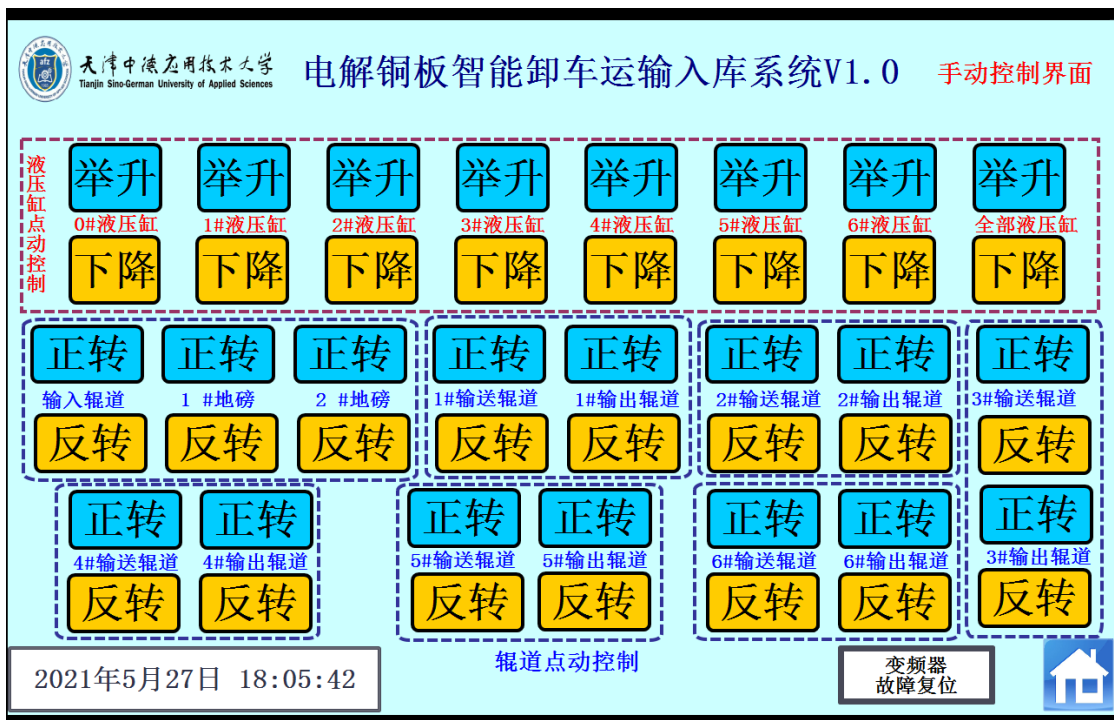 天津中德应用技术大学
Tianjin Sino-German University of Applied Sciences
电解铜板智能卸车运输入库系统V1.0
手动控制界面
液压缸点动控制
举升 举升 举升 举升 举升 举升 举升 举升
0#液压缸 1#液压缸 2#液压缸 3#液压缸 4#液压缸 5#液压缸 6#液压缸 全部液压缸
下降 下降 下降 下降 下降 下降 下降 下降
正转 正转 正转 正转 正转 正转 正转 正转
输入辊道 1 #地磅 2 #地磅 1#输送辊道 1#输出辊道 2#输送辊道 2#输出辊道 3#输送辊道
反转 反转 反转 反转 反转 反转 反转 反转
正转 正转 正转 正转 正转 正转 正转
4#输送辊道 4#输出辊道 5#输送辊道 5#输出辊道 6#输送辊道 6#输出辊道 3#输出辊道
反转 反转 反转 反转 反转 反转 反转
辊道点动控制
2021年5月27日 18:05:42
变频器
故障复位